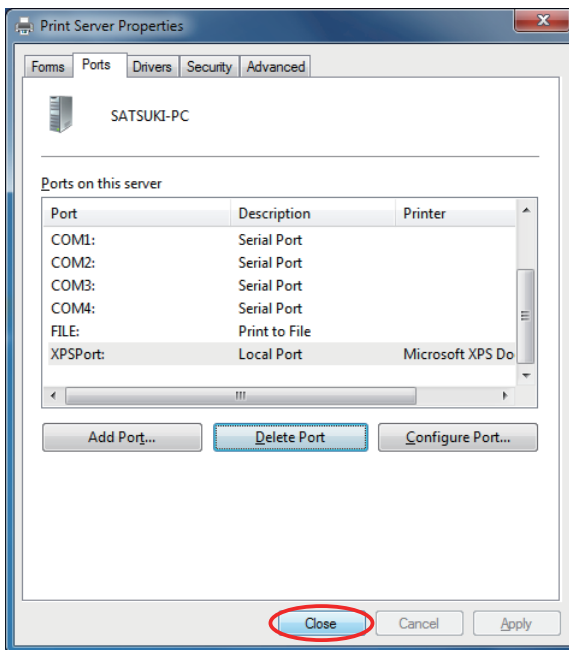 Print Server Properties
Forms Ports Drivers Security Advanced
SATSUKI-PC
Ports on this server
Port Description Printer
COM1: Serial Port
COM2: Serial Port
COM3: Serial Port
COM4: Serial Port
FILE: Print to File
XPSPort: Local Port Microsoft XPS Do
Add Port... Delete Port Configure Port...
Close Cancel Apply